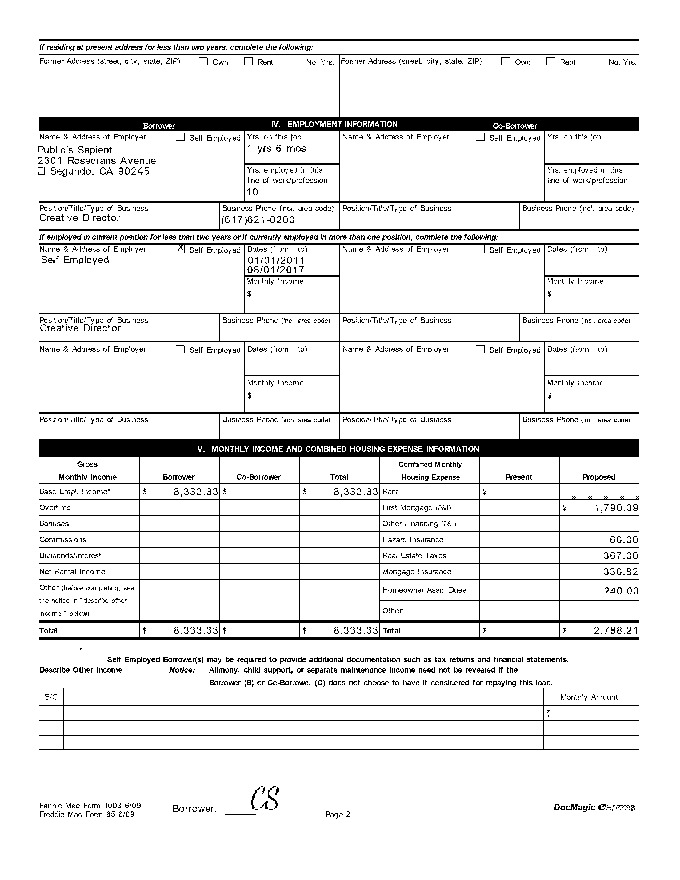 If residing at present address for less than two years, complete the following:
Former Address (street, city, state, ZIP) Own Rent No. Yrs. Former Address (street, city, state, ZIP) Own Rent No. Yrs.
Borrower IV. EMPLOYMENT INFORMATION Co-Borrower
Name & Address of Employer Self Employed Yrs. on this job Name & Address of Employer Self Employed Yrs. on this job
1 yrs 6 mos
Publicis Sapient
2301 Rosecrans Avenue
Segundo, CA 90245
Yrs. employed in this line of work/profession Yrs. employed in this line of work/profession
10
Position/Title/Type of Business Business Phone (incl. area code) Position/Title/Type of Business Business Phone (incl. area code)
Creative Director (617)621-0200
If employed in current position for less than two years or if currently employed in more than one position, complete the following:
Name & Address of Employer X Self Employed Dates (from - to) Name & Address of Employer Self Employed Dates (from - to)
Self Employed 01/01/2011
06/01/2017
Monthly Income Monthly Income
$ $
Position/Title/Type of Business Business Phone (incl. area code) Position/Title/Type of Business Business Phone (incl. area code)
Creative Director
Name & Address of Employer Self Employed Dates (from - to) Name & Address of Employer Self Employed Dates (from - to)
Monthly Income Monthly Income
$ $
Position/Title/Type of Business Business Phone (incl. area code) Position/Title/Type of Business Business Phone (incl. area code)
V. MONTHLY INCOME AND COMBINED HOUSING EXPENSE INFORMATION
Gross Combined Monthly
Monthly Income Borrower Co-Borrower Total Housing Expense Present Proposed
Base Empl. Income* $ 8,333.33 $ $ 8,333.33 Rent $
Overtime First Mortgage (P&I) $ 1,790.39
Bonuses Other Financing (P&I)
Commissions Hazard Insurance 66.00
Dividends/Interest Real Estate Taxes 367.00
Net Rental Income Mortgage Insurance
Other (before completing, see the notice in "describe other income," below) Homeowner Assn. Dues 240.00
Other:
Total $ 8,333.33 $ $ 8,333.33 Total $ $ 2,788.21
* Self Employed Borrower(s) may be required to provide additional documentation such as tax returns and financial statements.
Describe Other Income Notice: Alimony, child support, or separate maintenance income need not be revealed if the
Borrower (B) or Co-Borrower (C) does not choose to have it considered for repaying this loan.
B/C Monthly Amount
$
Fannie Mae Form 1003 6/09
Freddie Mac Form 65 6/09
Borrower: CS
Page 2
DocMagic